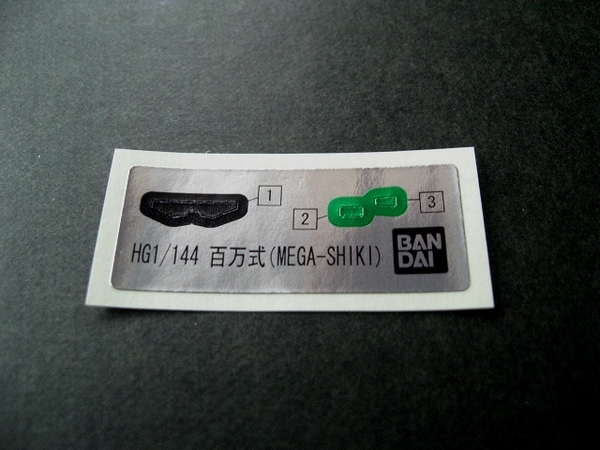 1
2
3
HG1/144 百万式(MEGA-SHIKI)
BAN
DAI